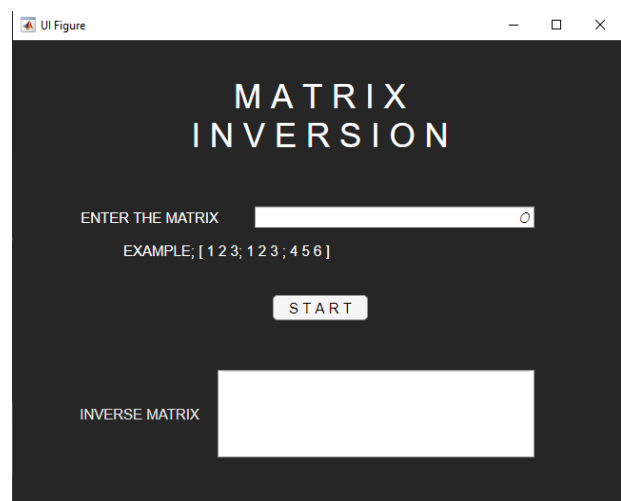 UI Figure
MATRIX
INVERSION
ENTER THE MATRIX 0
EXAMPLE; [ 1 2 3; 1 2 3 ; 4 5 6 ]
START
INVERSE MATRIX